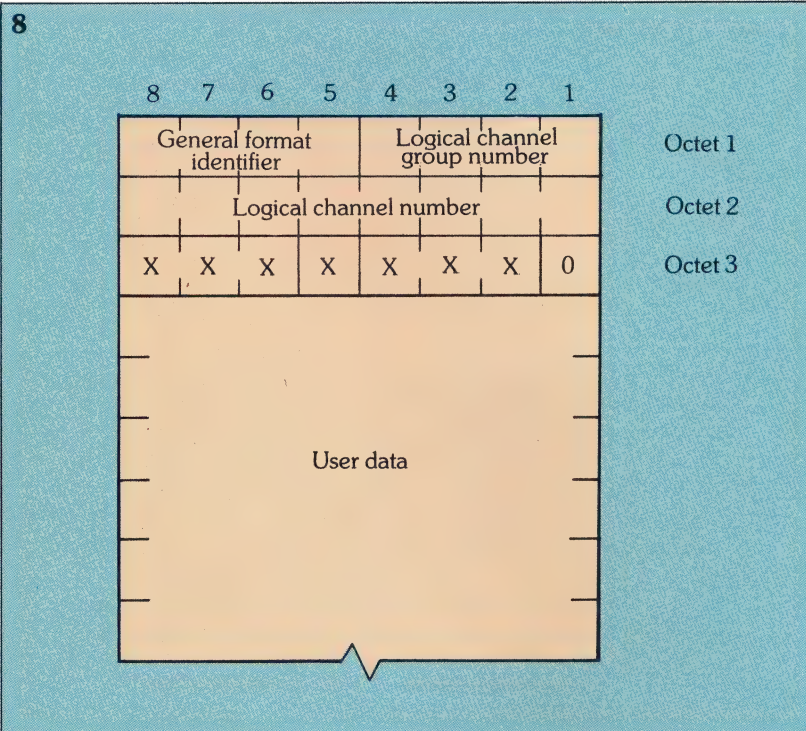 8
8 7 6 5 4 3 2 1
General format
identifier
Logical channel
group number
Octet 1
Logical channel number
Octet 2
X X X X X X X 0
Octet 3
User data